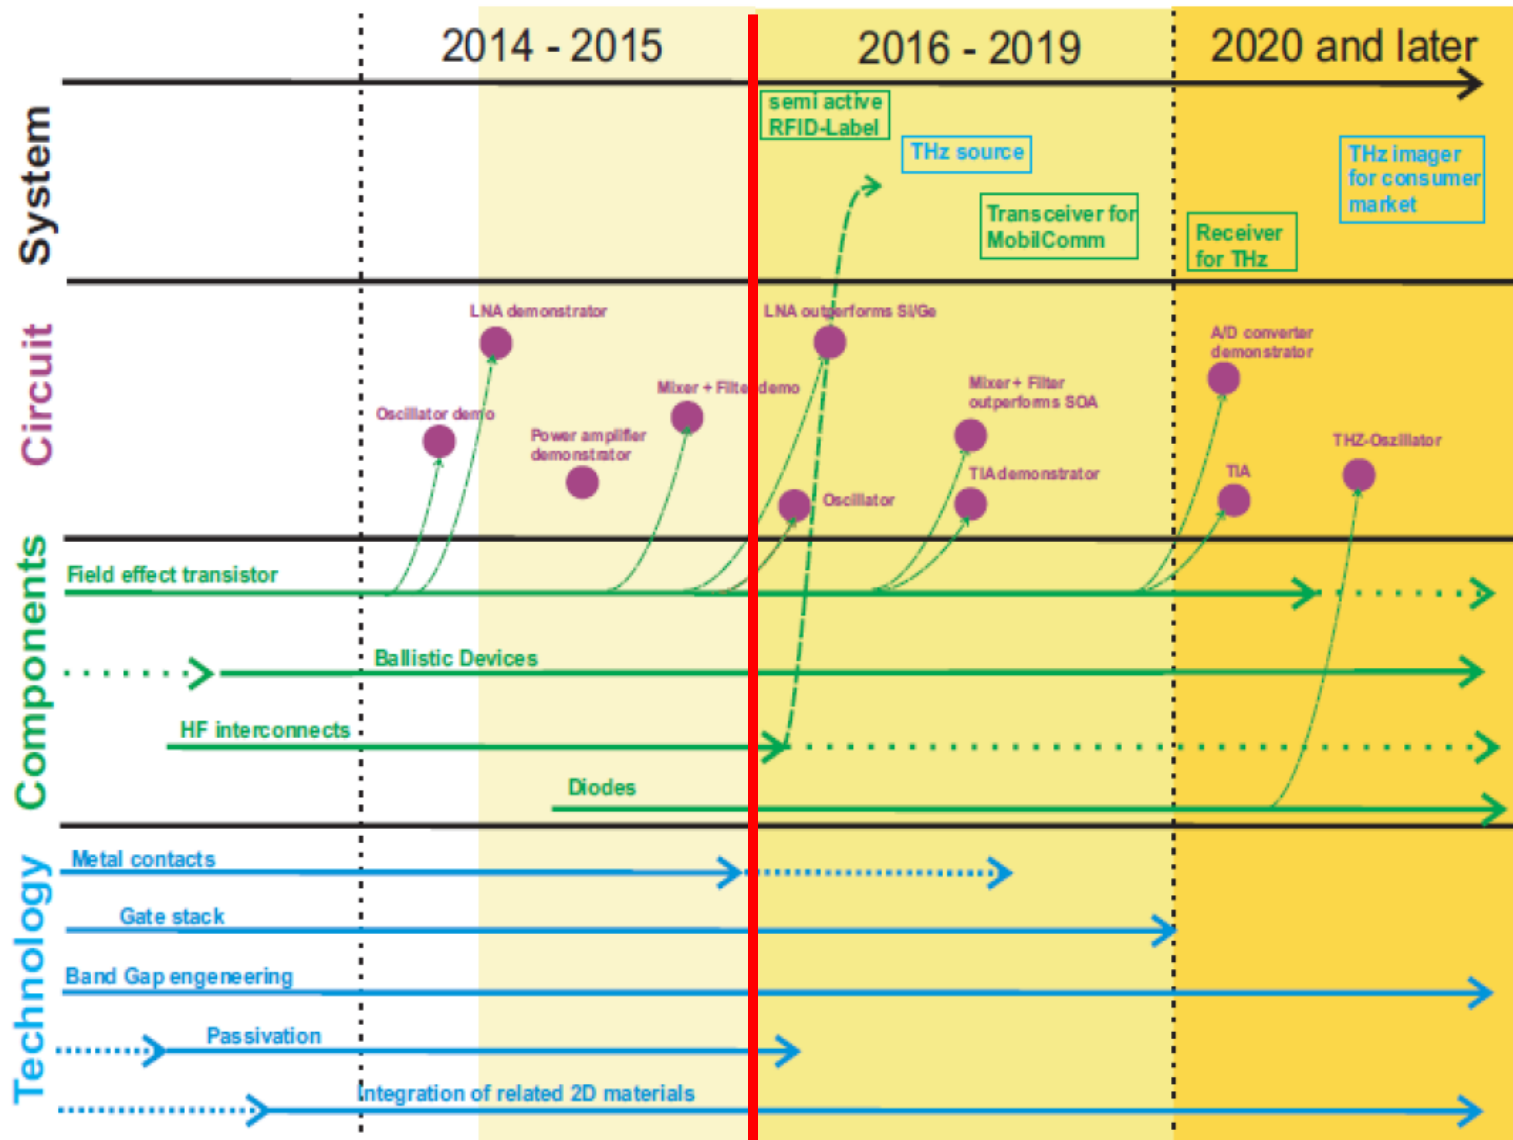 2014 - 2015
2016 - 2019
2020 and later
System
semi active
RFID-Label
THz source
Transceiver for
MobilComm
Receiver
for THz
THz imager
for consumer
market
Circuit
LNA demonstrator
Oscillator demo
Power amplifier
demonstrator
Mixer + Filter demo
LNA outperforms Si/Ge
Oscillator
Mixer + Filter
outperforms SOA
TIA demonstrator
A/D converter
demonstrator
TIA
THZ-Oszillator
Components
Field effect transistor
Ballistic Devices
HF interconnects
Diodes
Technology
Metal contacts
Gate stack
Band Gap engeneering
Passivation
Integration of related 2D materials